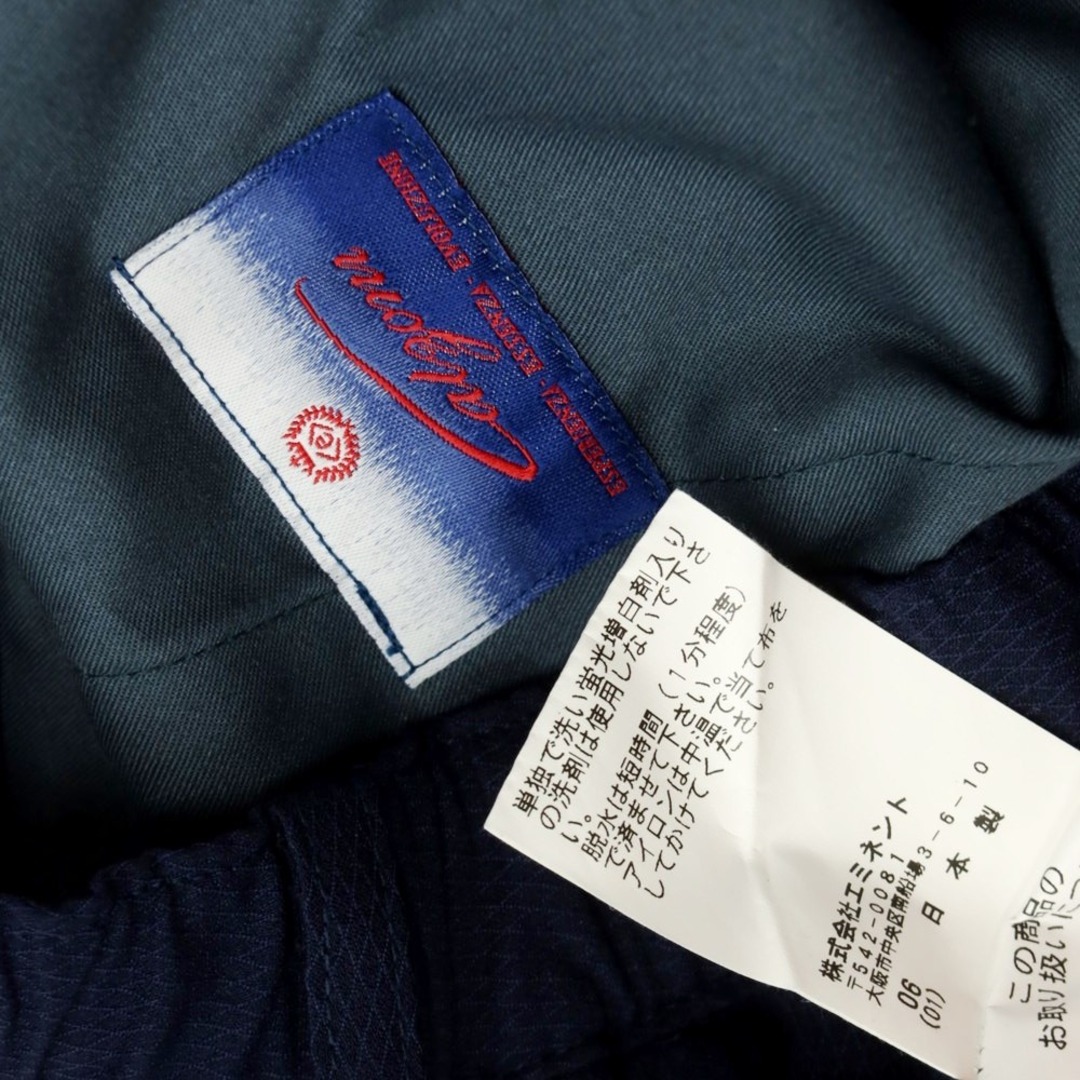 ESPERIENZA - ESSENZA - EVOLUZIONE
単独で洗い蛍光増白剤入り
の洗剤は使用しないで下さ
い。
脱水は短時間(1分程度)
で済ませて下さい。
アイロンは中温で当て布を
してかけてください。
株式会社エミネント
〒542-0081
大阪市中央区南船場3-6-10
06 日本製
(01)
この商品の
お取り扱いにつ